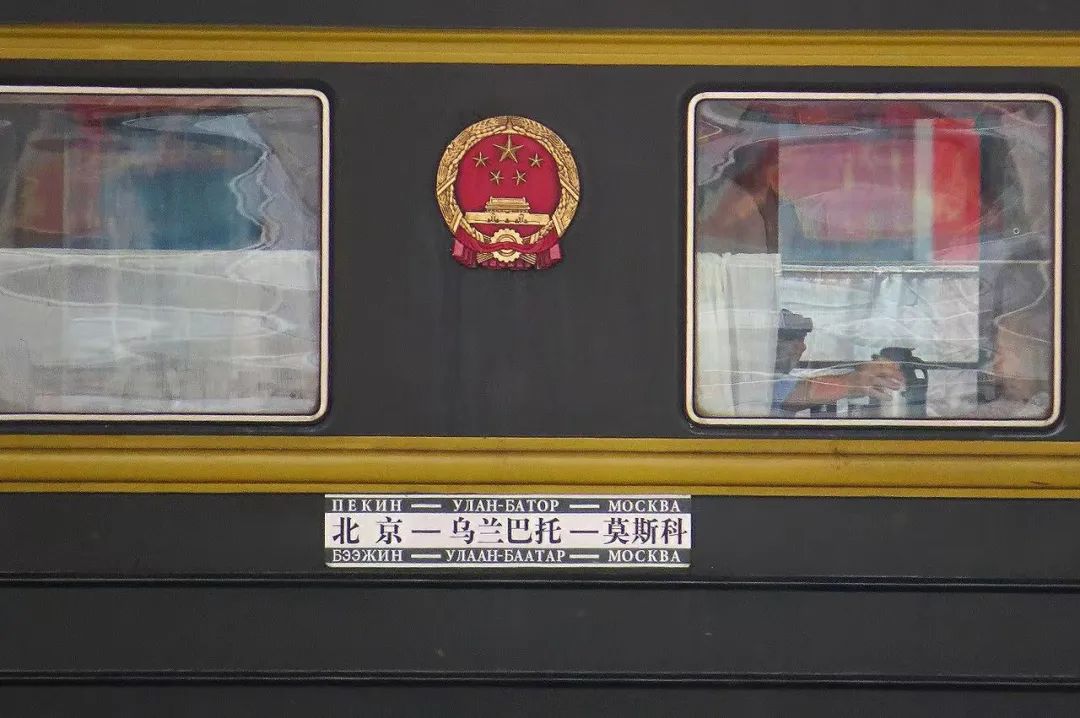 ПЕКИН — УЛАН-БАТОР — МОСКВА
北京—乌兰巴托—莫斯科
БЭЭЖИН — УЛААН-БААТАР — МОСКВА